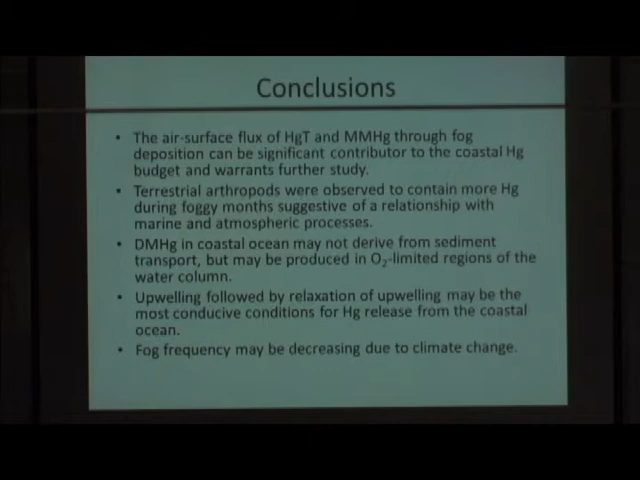 Conclusions
• The air-surface flux of HgT and MMHg through fog
deposition can be significant contributor to the coastal Hg
budget and warrants further study.
• Terrestrial arthropods were observed to contain more Hg
during foggy months suggestive of a relationship with
marine and atmospheric processes.
• DMHg in coastal ocean may not derive from sediment
transport, but may be produced in O₂-limited regions of the
water column.
• Upwelling followed by relaxation of upwelling may be the
most conducive conditions for Hg release from the coastal
ocean.
• Fog frequency may be decreasing due to climate change.